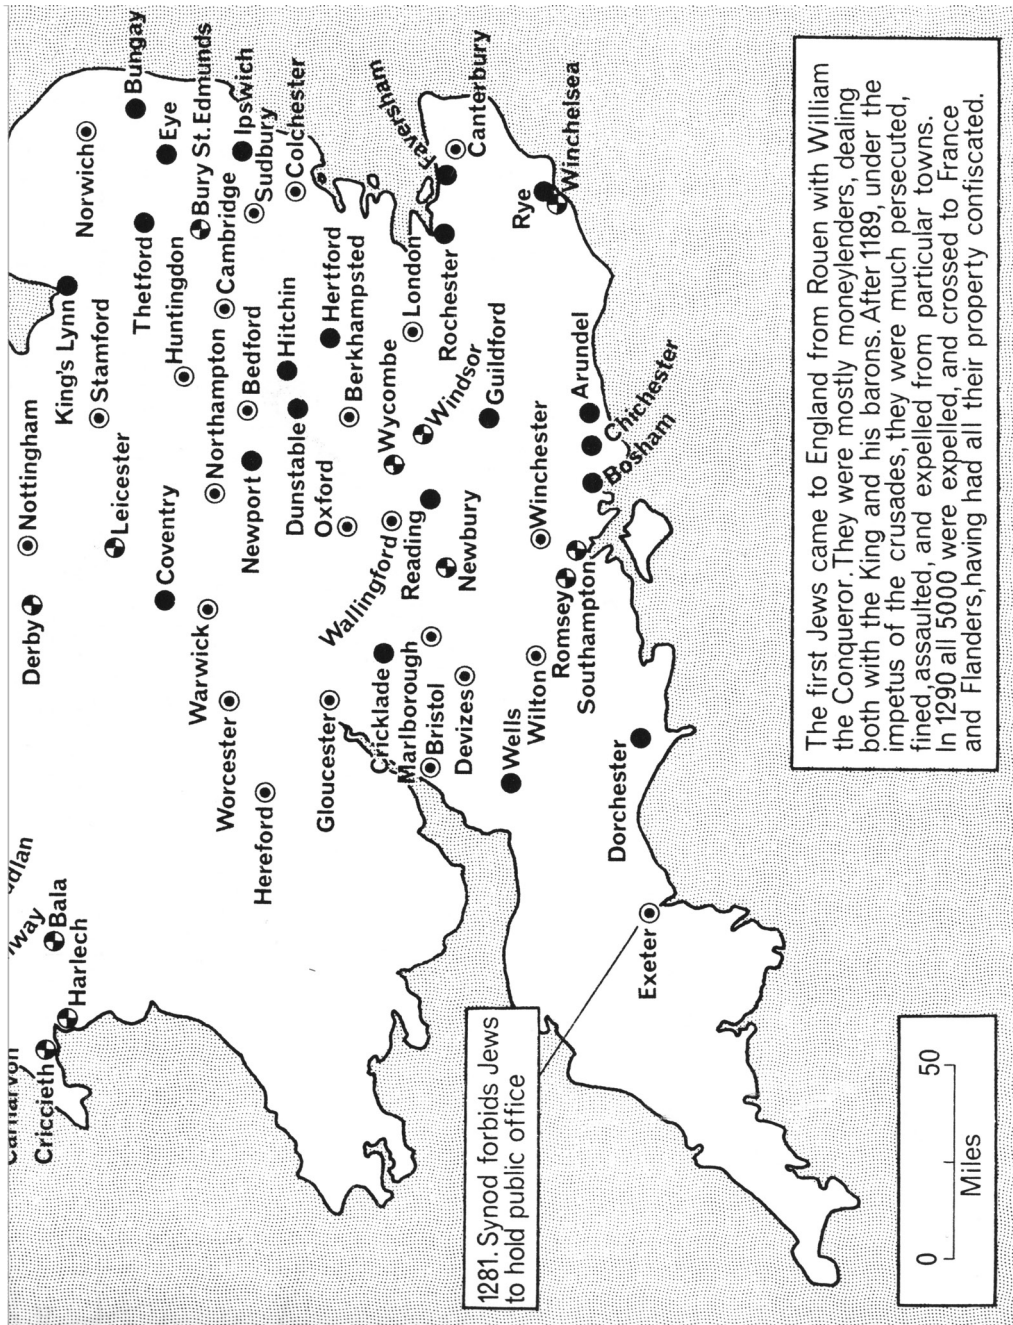 Criccieth
Harlech
Bala
Derby
Nottingham
Leicester
King's Lynn
Stamford
Norwich
Bungay
Coventry
Thetford
Eye
Huntingdon
Bury St. Edmunds
Warwick
Northampton
Cambridge
Ipswich
Worcester
Newport
Bedford
Sudbury
Hereford
Hitchin
Colchester
Dunstable
Gloucester
Oxford
Hertford
Berkhampsted
Wallingford
Wycombe
London
Faversham
Cricklade
Marlborough
Reading
Windsor
Rochester
Canterbury
Bristol
Newbury
Devizes
Guildford
Wells
Wilton
Winchester
Rye
Winchelsea
Romsey
Southampton
Arundel
Chichester
Bosham
Dorchester
Exeter
1281. Synod forbids Jews
to hold public office
The first Jews came to England from Rouen with William
the Conqueror. They were mostly moneylenders, dealing
both with the King and his barons. After 1189, under the
impetus of the crusades, they were much persecuted,
fined, assaulted, and expelled from particular towns.
In 1290 all 5000 were expelled, and crossed to France
and Flanders, having had all their property confiscated.
0 50
Miles